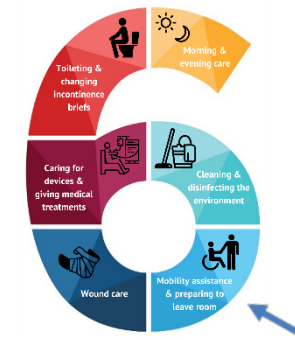 Morning &
evening care
Toileting &
changing
incontinence
briefs
Caring for
devices &
giving medical
treatments
Cleaning &
disinfecting the
environment
Wound care
Mobility assistance
& preparing to
leave room